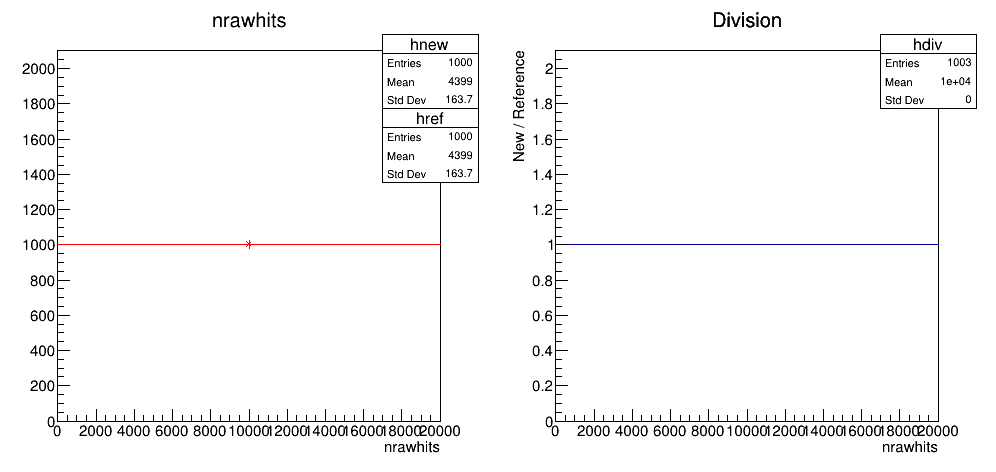 nrawhits
hnew
Entries 1000
Mean 4399
Std Dev 163.7
href
Entries 1000
Mean 4399
Std Dev 163.7
2000
1800
1600
1400
1200
1000
800
600
400
200
0
0 2000 4000 6000 8000 10000 12000 14000 16000 18000 20000
nrawhits
Division
hdiv
Entries 1003
Mean 1e+04
Std Dev 0
New / Reference
2
1.8
1.6
1.4
1.2
1
0.8
0.6
0.4
0.2
0
0 2000 4000 6000 8000 10000 12000 14000 16000 18000 20000
nrawhits